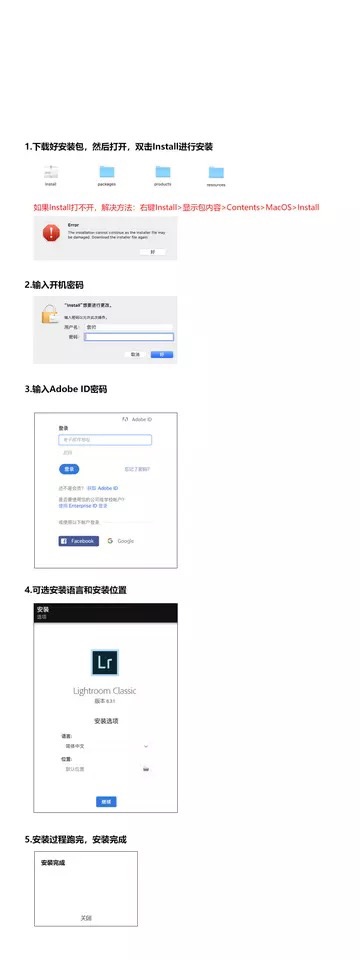 1.下载好安装包，然后打开，双击Install进行安装
Install
packages
products
resources
如果Install打不开，解决方法：右键Install>显示包内容>Contents>MacOS>Install
Error
The installation cannot continue as the installer file may
be damaged. Download the installer file again.
好
2.输入开机密码
"Install"想要进行更改。
输入密码以允许此次操作。
用户名：
密码：
取消
好
3.输入Adobe ID密码
Adobe ID
登录
电子邮件地址
密码
登录
忘记了密码?
还不是会员? 获取 Adobe ID
是否要使用您的公司或学校帐户?
使用 Enterprise ID 登录
或使用以下帐户登录
Facebook
Google
4.可选安装语言和安装位置
安装
选项
Lr
Lightroom Classic
版本
安装选项
语言:
简体中文
位置:
默认位置
继续
5.安装过程跑完，安装完成
安装完成
关闭